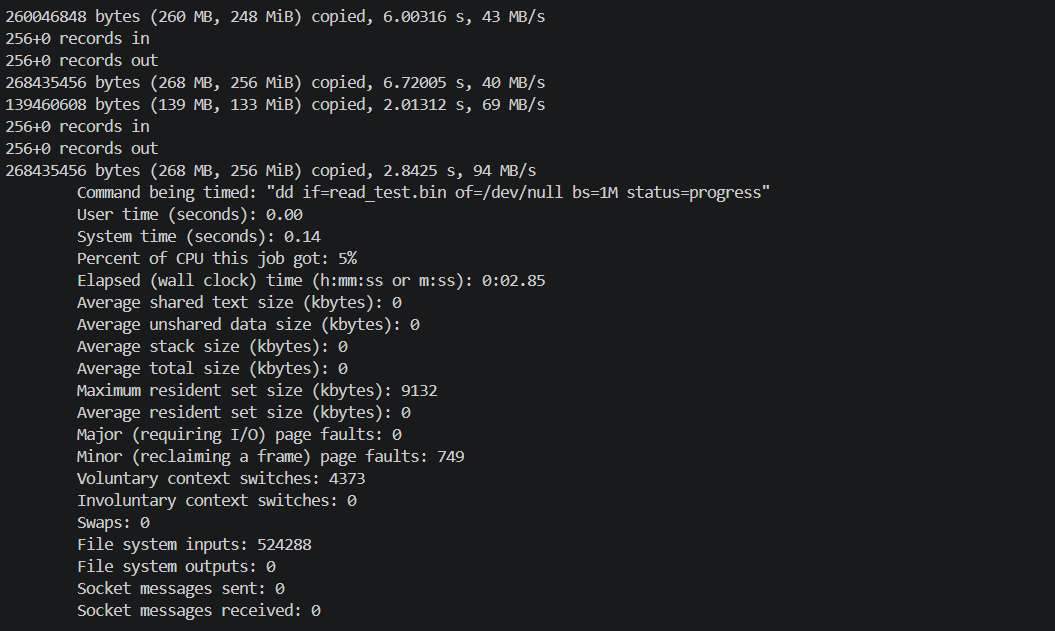 260046848 bytes (260 MB, 248 MiB) copied, 6.00316 s, 43 MB/s
256+0 records in
256+0 records out
268435456 bytes (268 MB, 256 MiB) copied, 6.72005 s, 40 MB/s
139460608 bytes (139 MB, 133 MiB) copied, 2.01312 s, 69 MB/s
256+0 records in
256+0 records out
268435456 bytes (268 MB, 256 MiB) copied, 2.8425 s, 94 MB/s
Command being timed: "dd if=read_test.bin of=/dev/null bs=1M status=progress"
User time (seconds): 0.00
System time (seconds): 0.14
Percent of CPU this job got: 5%
Elapsed (wall clock) time (h:mm:ss or m:ss): 0:02.85
Average shared text size (kbytes): 0
Average unshared data size (kbytes): 0
Average stack size (kbytes): 0
Average total size (kbytes): 0
Maximum resident set size (kbytes): 9132
Average resident set size (kbytes): 0
Major (requiring I/O) page faults: 0
Minor (reclaiming a frame) page faults: 749
Voluntary context switches: 4373
Involuntary context switches: 0
Swaps: 0
File system inputs: 524288
File system outputs: 0
Socket messages sent: 0
Socket messages received: 0